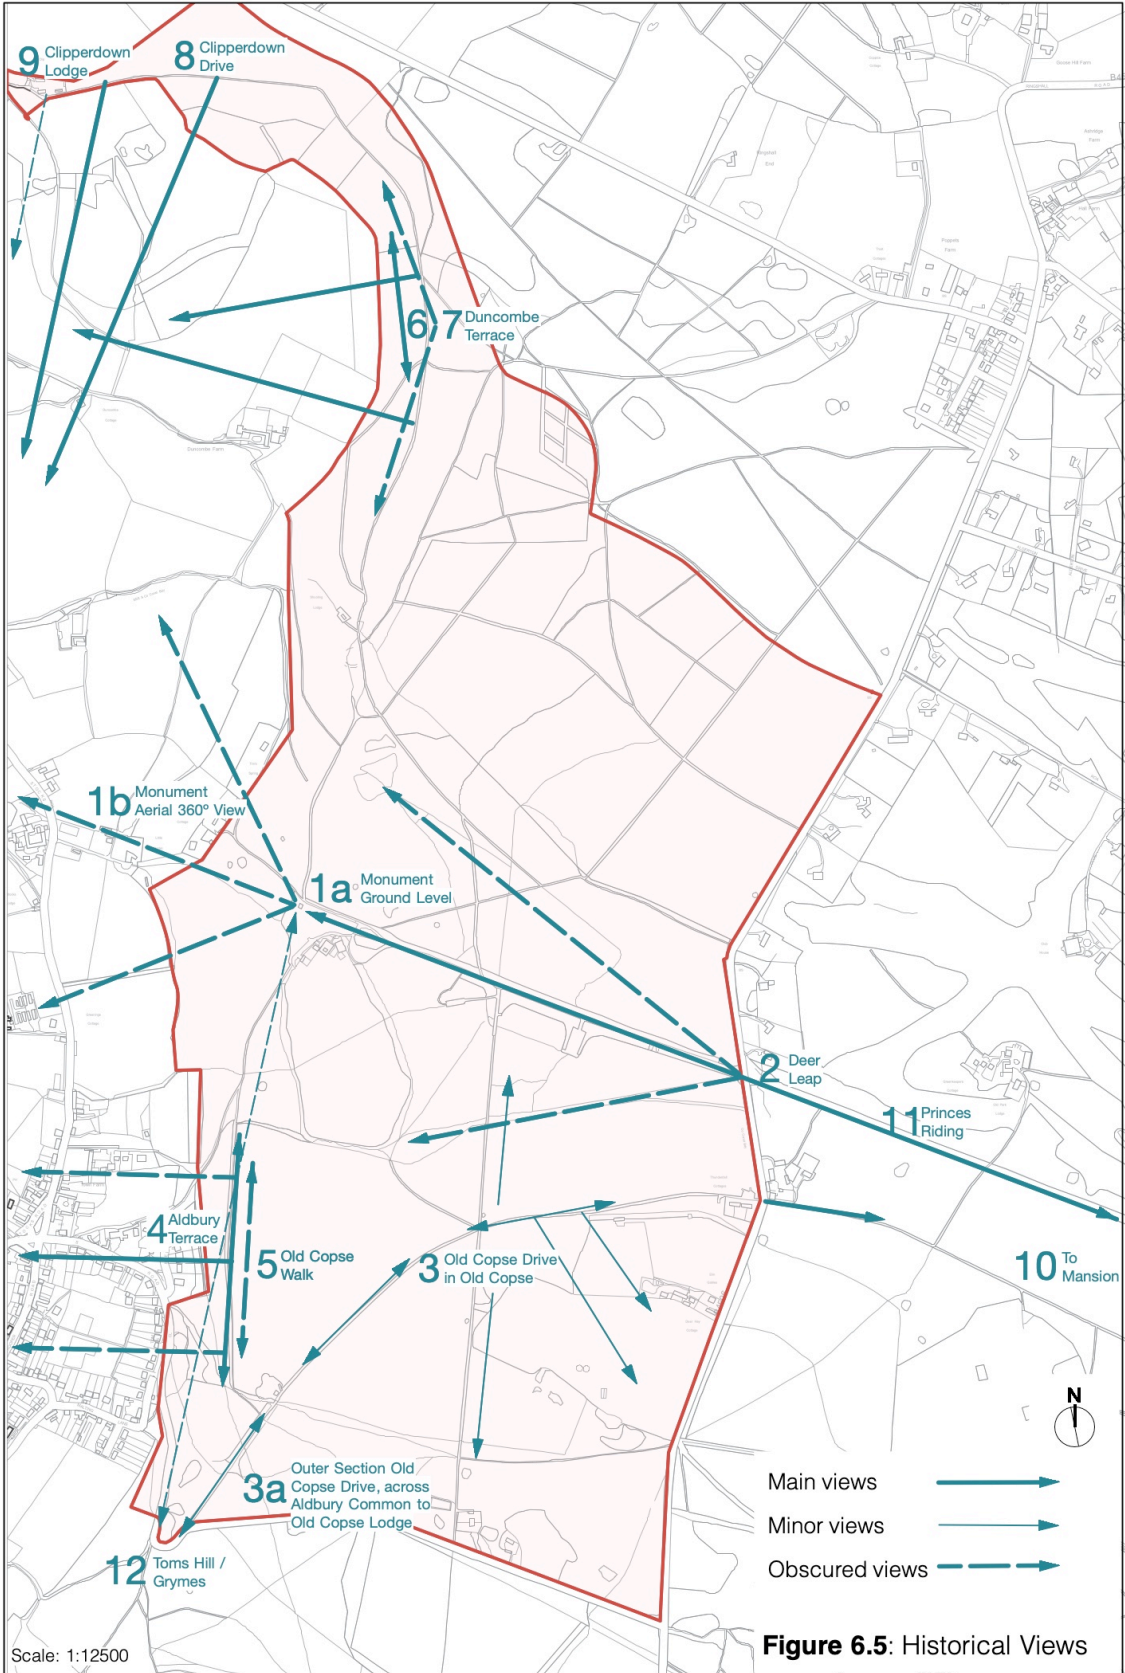 9 Clipperdown
Lodge
8 Clipperdown
Drive
6 7 Duncombe
Terrace
1b Monument
Aerial 360º View
1a Monument
Ground Level
2 Deer
Leap
11 Princes
Riding
4 Aldbury
Terrace
5 Old Copse
Walk
3 Old Copse Drive
in Old Copse
10 To
Mansion
N
3a Outer Section Old
Copse Drive, across
Aldbury Common to
Old Copse Lodge
12 Toms Hill /
Grymes
Main views
Minor views
Obscured views
Scale: 1:12500
Figure 6.5: Historical Views